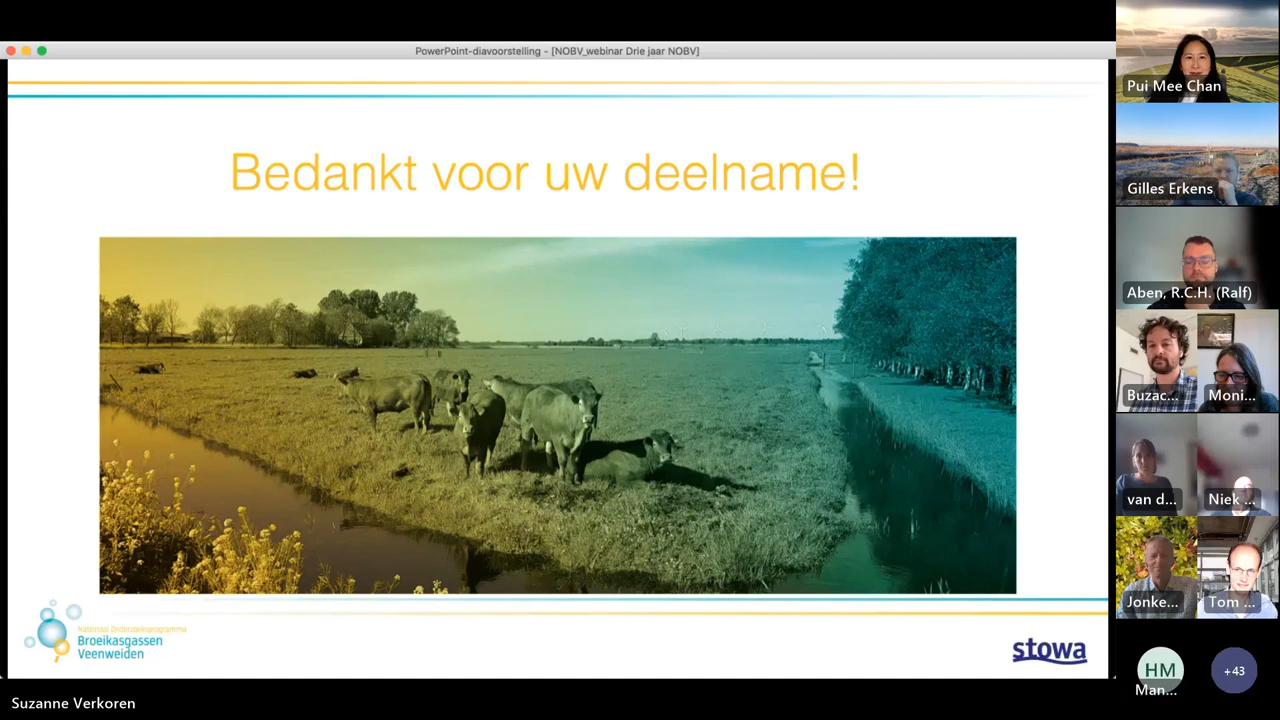 PowerPoint-diavoorstelling - [NOBV_webinar Drie jaar NOBV]
Bedankt voor uw deelname!
Nationaal Onderzoeksprogramma
Broeikasgassen
Veenweiden
stowa
Suzanne Verkoren
Pui Mee Chan
Gilles Erkens
Aben, R.C.H. (Ralf)
Buzac...
Moni...
van d...
Niek ...
Jonke...
Tom ...
HM
Man...
+43